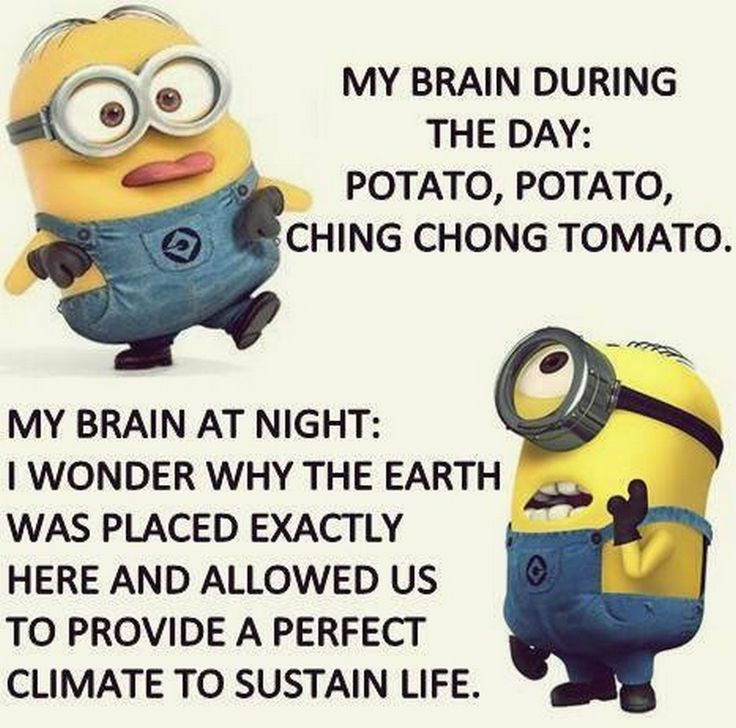 MY BRAIN DURING
THE DAY:
POTATO, POTATO,
CHING CHONG TOMATO.
MY BRAIN AT NIGHT:
I WONDER WHY THE EARTH
WAS PLACED EXACTLY
HERE AND ALLOWED US
TO PROVIDE A PERFECT
CLIMATE TO SUSTAIN LIFE.